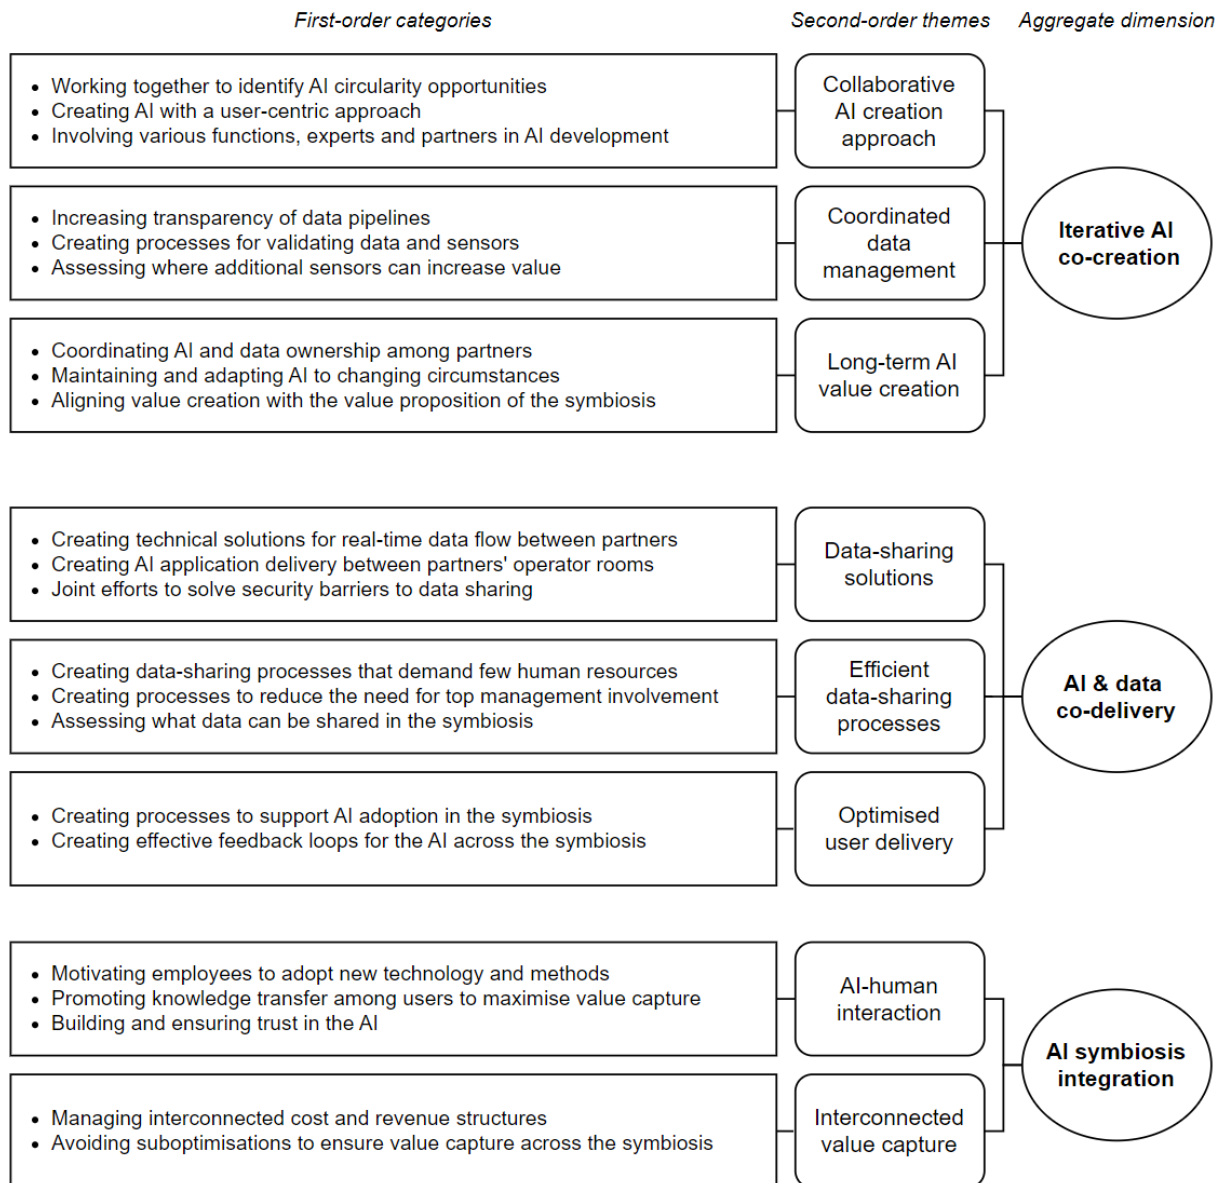 First-order categories
Second-order themes
Aggregate dimension
• Working together to identify AI circularity opportunities
• Creating AI with a user-centric approach
• Involving various functions, experts and partners in AI development
Collaborative
AI creation
approach
• Increasing transparency of data pipelines
• Creating processes for validating data and sensors
• Assessing where additional sensors can increase value
Coordinated
data
management
• Coordinating AI and data ownership among partners
• Maintaining and adapting AI to changing circumstances
• Aligning value creation with the value proposition of the symbiosis
Long-term AI
value creation
Iterative AI
co-creation
• Creating technical solutions for real-time data flow between partners
• Creating AI application delivery between partners' operator rooms
• Joint efforts to solve security barriers to data sharing
Data-sharing
solutions
• Creating data-sharing processes that demand few human resources
• Creating processes to reduce the need for top management involvement
• Assessing what data can be shared in the symbiosis
Efficient
data-sharing
processes
• Creating processes to support AI adoption in the symbiosis
• Creating effective feedback loops for the AI across the symbiosis
Optimised
user delivery
AI & data
co-delivery
• Motivating employees to adopt new technology and methods
• Promoting knowledge transfer among users to maximise value capture
• Building and ensuring trust in the AI
AI-human
interaction
• Managing interconnected cost and revenue structures
• Avoiding suboptimisations to ensure value capture across the symbiosis
Interconnected
value capture
AI symbiosis
integration